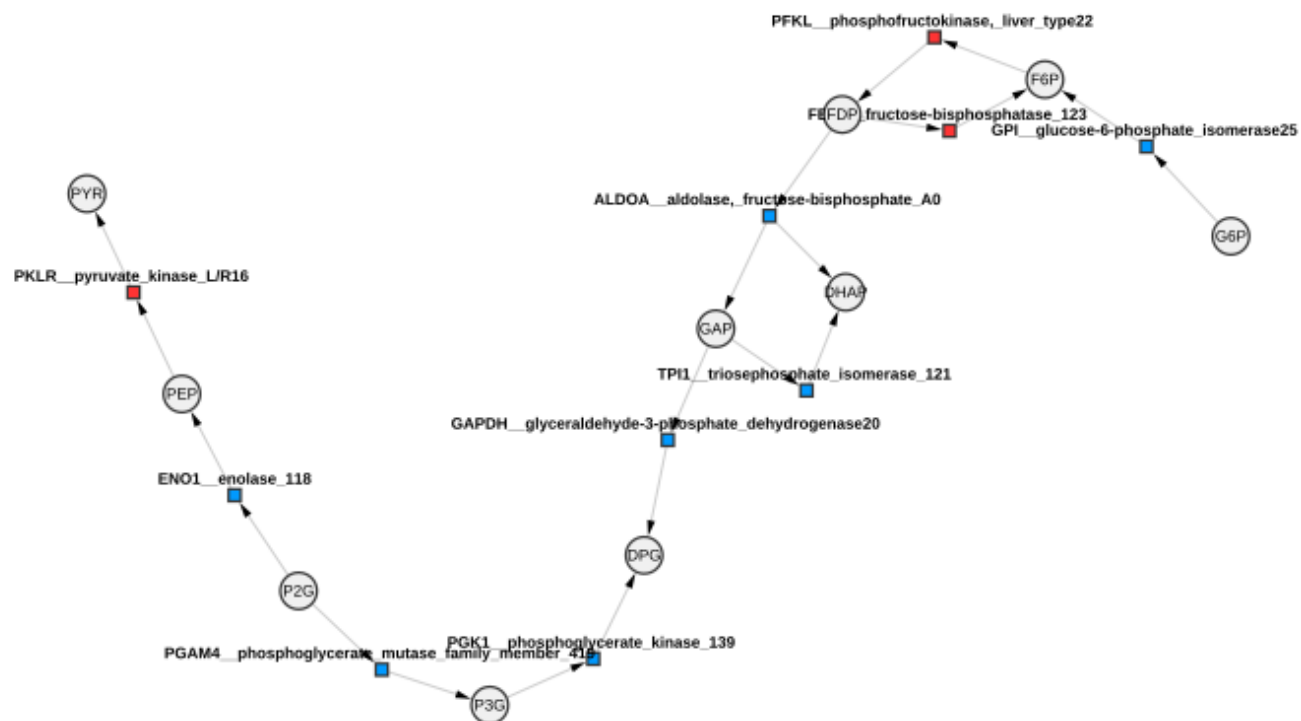 PFKL__phosphofructokinase,_liver_type22
F6P
FDP
fructose-bisphosphatase_123
GPI__glucose-6-phosphate_isomerase25
PYR
ALDOA__aldolase,_fructose-bisphosphate_A0
G6P
PKLR__pyruvate_kinase_L/R16
DHAP
GAP
TPI1__triosephosphate_isomerase_121
PEP
GAPDH__glyceraldehyde-3-phosphate_dehydrogenase20
ENO1__enolase_118
DPG
P2G
PGK1__phosphoglycerate_kinase_139
PGAM4__phosphoglycerate_mutase_family_member_419
P3G